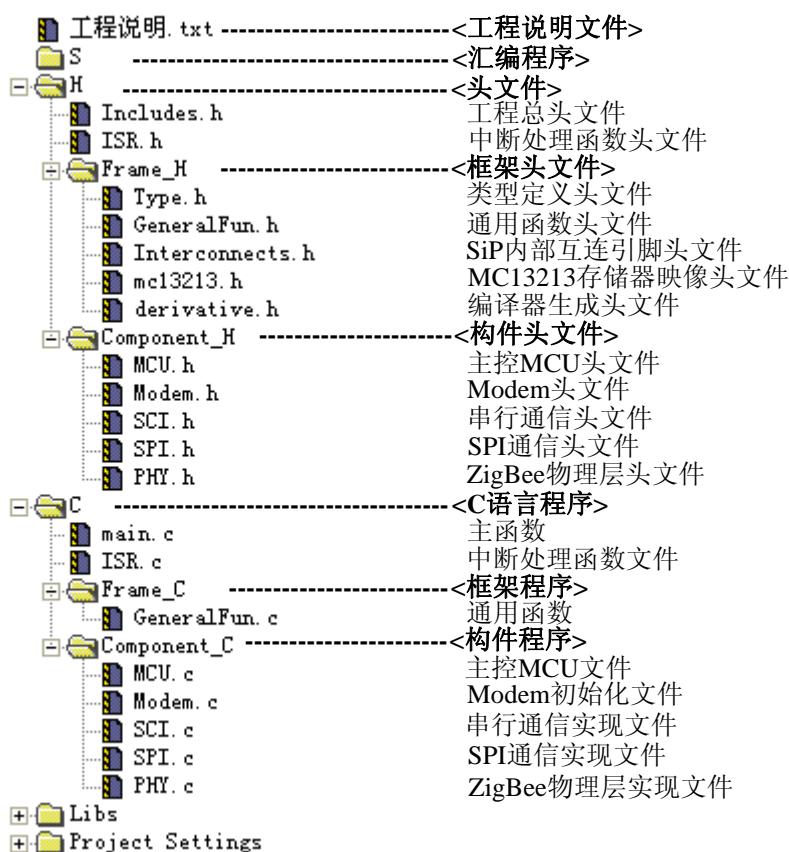 工程说明.txt ------------------------<工程说明文件>
S ---------------------------------<汇编程序>
H ----------------------------------<头文件>
Includes.h 工程总头文件
ISR.h 中断处理函数头文件
Frame_H ------------------------<框架头文件>
Type.h 类型定义头文件
GeneralFun.h 通用函数头文件
Interconnects.h SiP内部互连引脚头文件
mc13213.h MC13213存储器映像头文件
derivative.h 编译器生成头文件
Component_H --------------------<构件头文件>
MCU.h 主控MCU头文件
Modem.h Modem头文件
SCI.h 串行通信头文件
SPI.h SPI通信头文件
PHY.h ZigBee物理层头文件
C -----------------------------------<C语言程序>
main.c 主函数
ISR.c 中断处理函数文件
Frame_C -----------------------<框架程序>
GeneralFun.c 通用函数
Component_C ---------------------<构件程序>
MCU.c 主控MCU文件
Modem.c Modem初始化文件
SCI.c 串行通信实现文件
SPI.c SPI通信实现文件
PHY.c ZigBee物理层实现文件
Libs
Project Settings